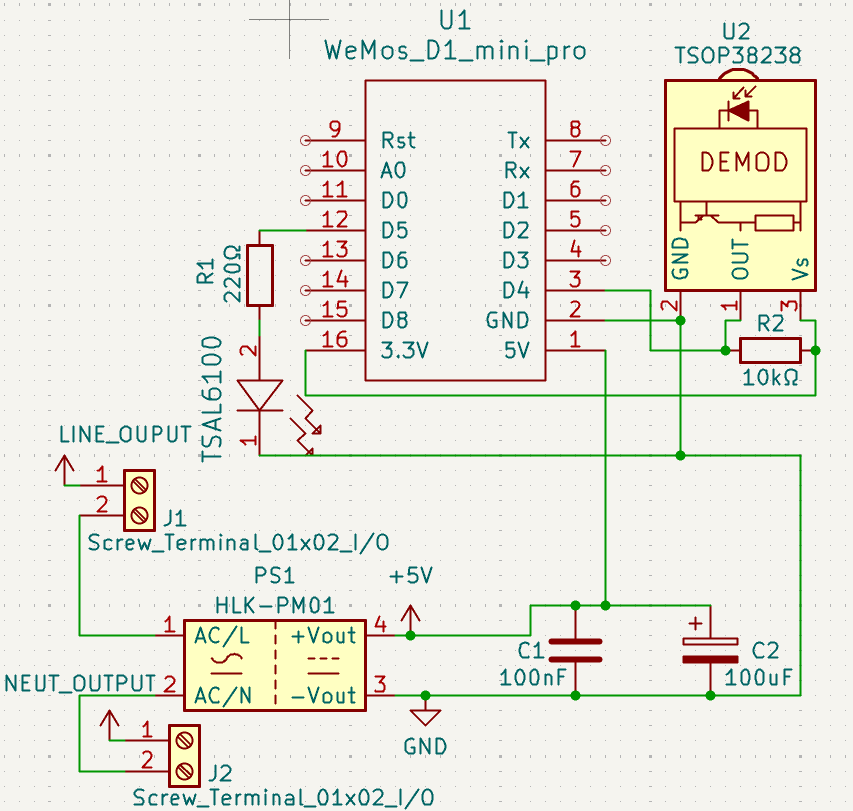 U1
WeMos_D1_mini_pro
U2
TSOP38238
9 Rst Tx 8
10 A0 Rx 7
11 D0 D1 6
12 D5 D2 5
13 D6 D3 4
14 D7 D4 3
15 D8 GND 2
16 3.3V 5V 1
DEMOD
GND OUT Vs
2 1 3
R1
220Ω
R2
10kΩ
2
TSAL6100
1
LINE_OUPUT
1
2
J1
Screw_Terminal_01x02_I/O
PS1
HLK-PM01
+5V
1 AC/L +Vout 4
2 AC/N -Vout 3
NEUT_OUTPUT
GND
C1
100nF
+
C2
100uF
1
2
J2
Screw_Terminal_01x02_I/O